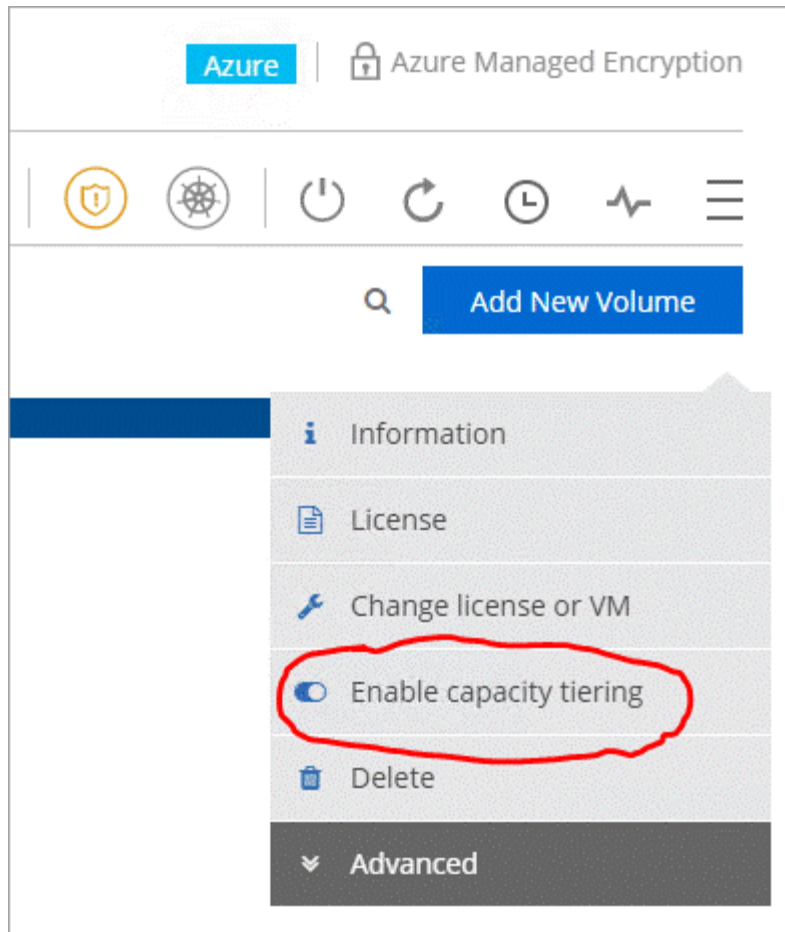 Azure
Azure Managed Encryption
Add New Volume
Information
License
Change license or VM
Enable capacity tiering
Delete
Advanced